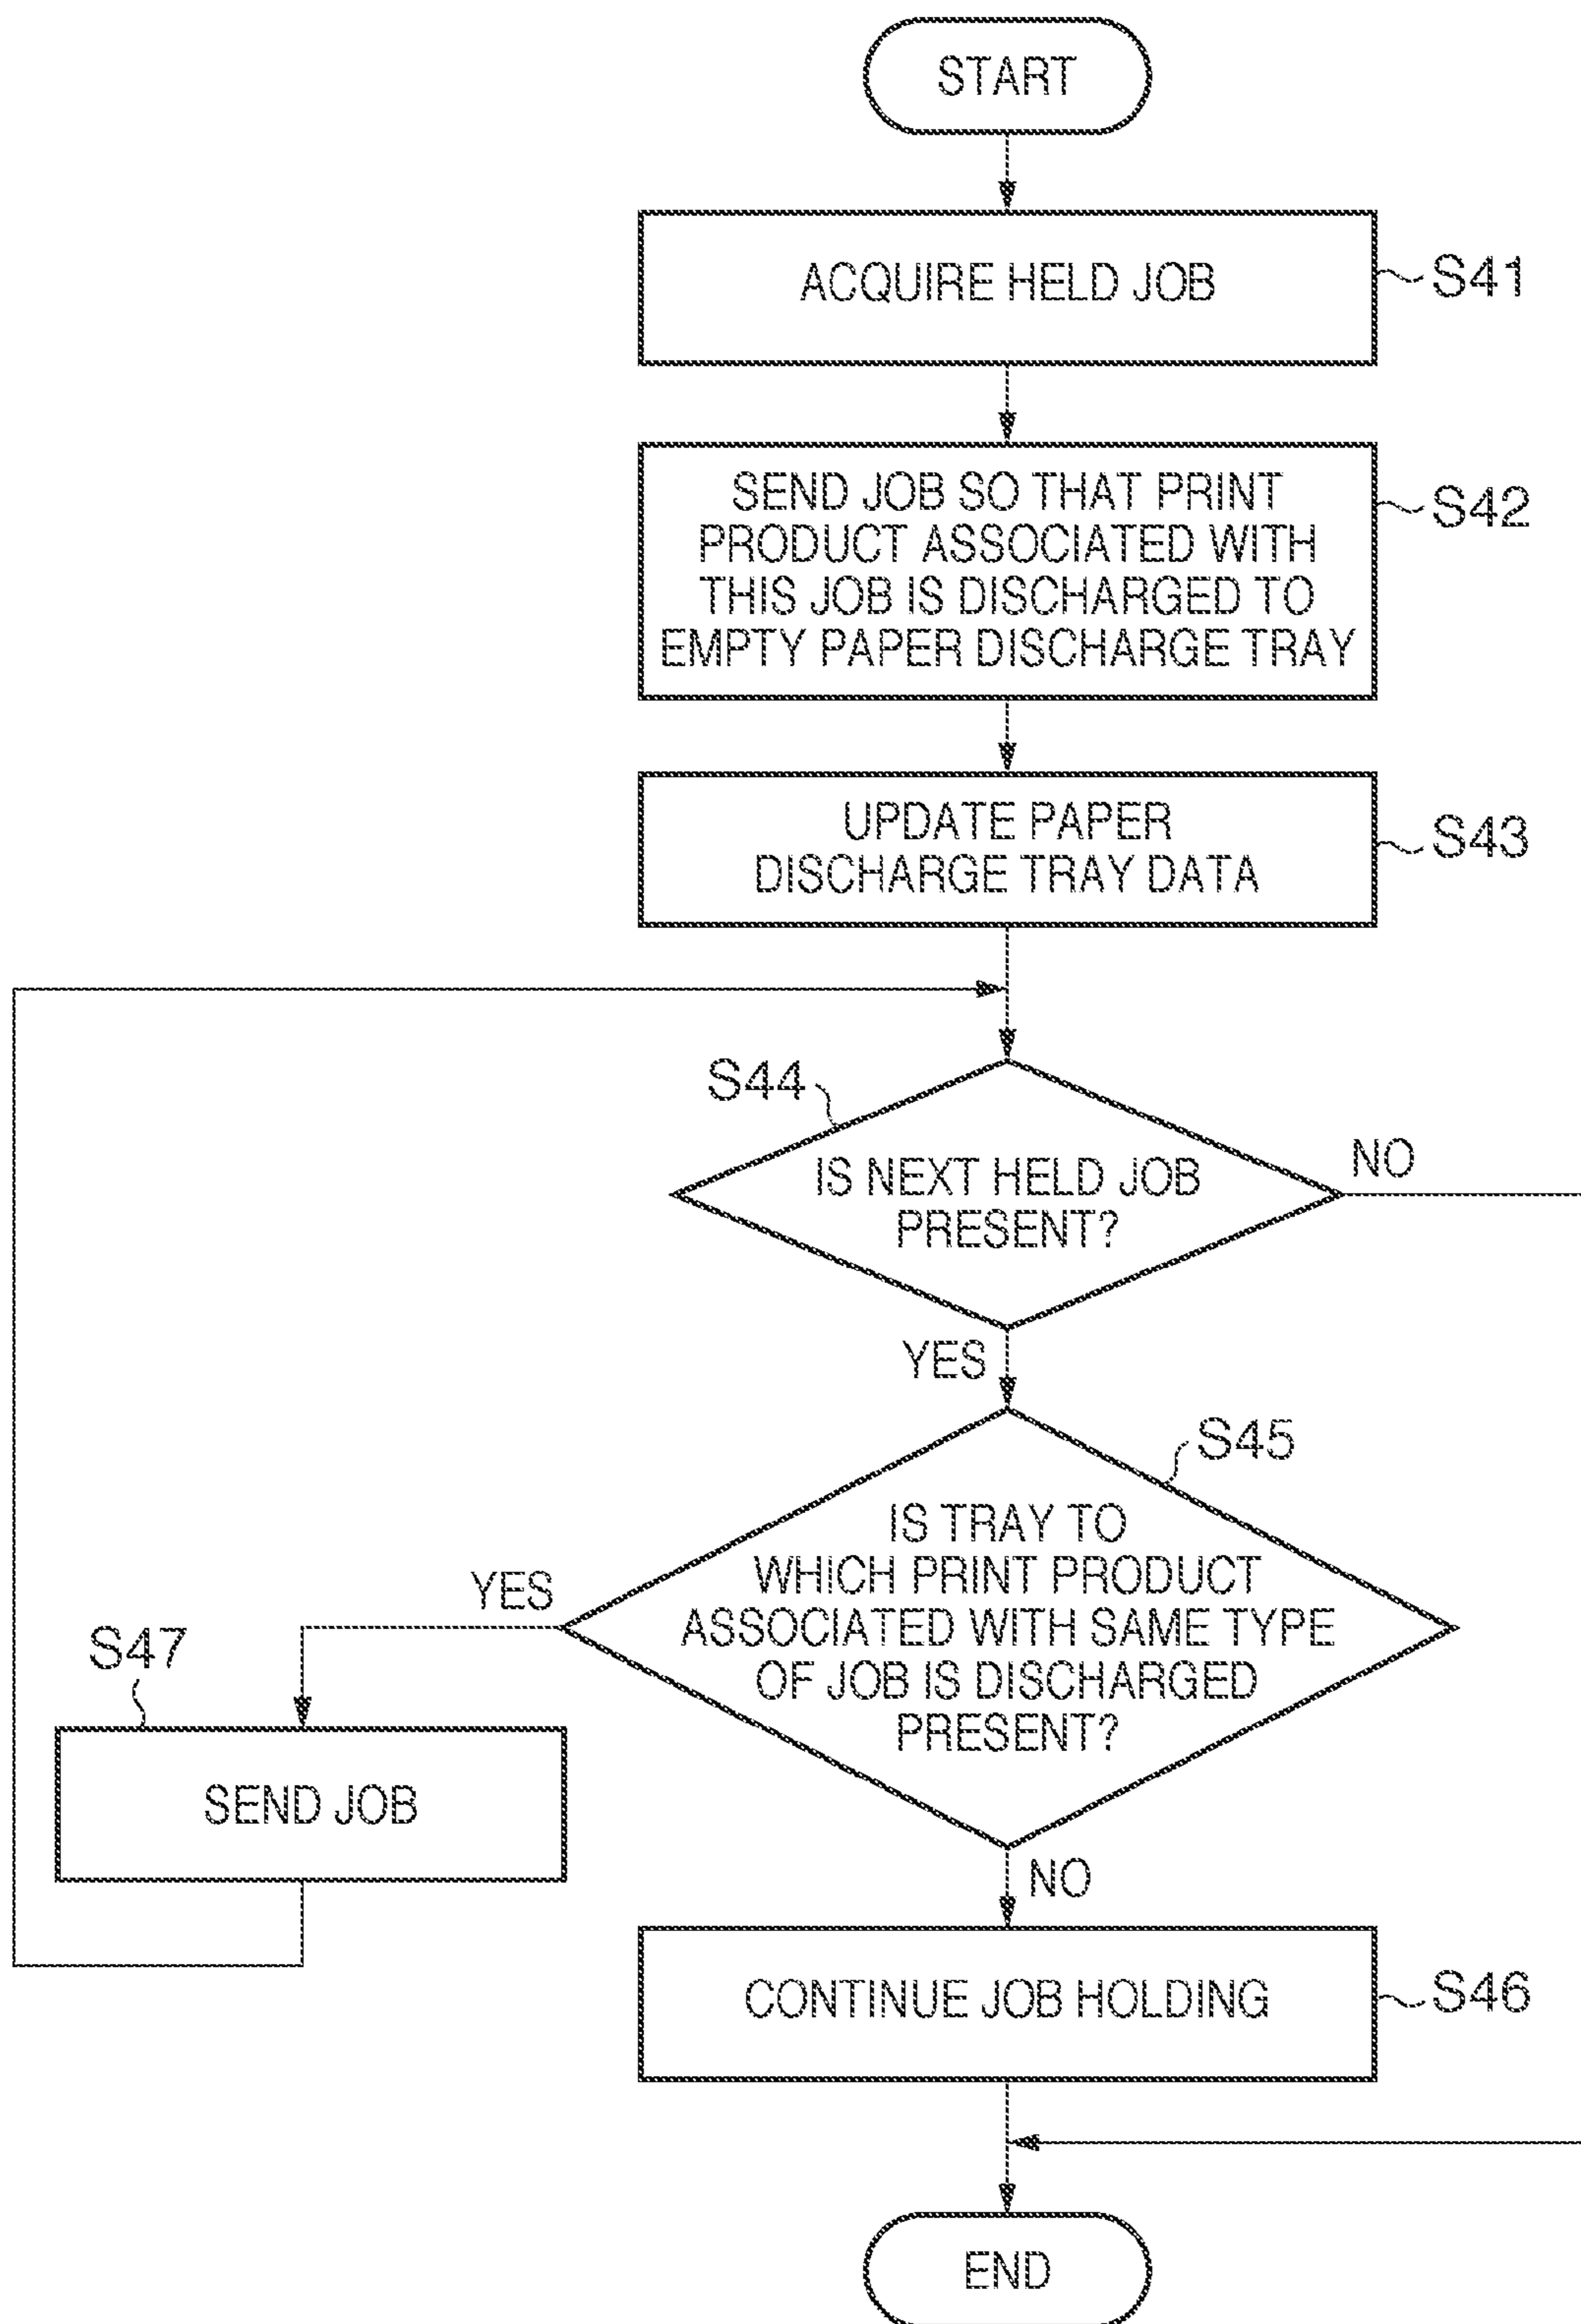 START
ACQUIRE HELD JOB
S41
SEND JOB SO THAT PRINT
PRODUCT ASSOCIATED WITH
THIS JOB IS DISCHARGED TO
EMPTY PAPER DISCHARGE TRAY
S42
UPDATE PAPER
DISCHARGE TRAY DATA
S43
S44
IS NEXT HELD JOB
PRESENT?
NO
YES
S45
IS TRAY TO
WHICH PRINT PRODUCT
ASSOCIATED WITH SAME TYPE
OF JOB IS DISCHARGED
PRESENT?
YES
S47
SEND JOB
NO
CONTINUE JOB HOLDING
S46
END